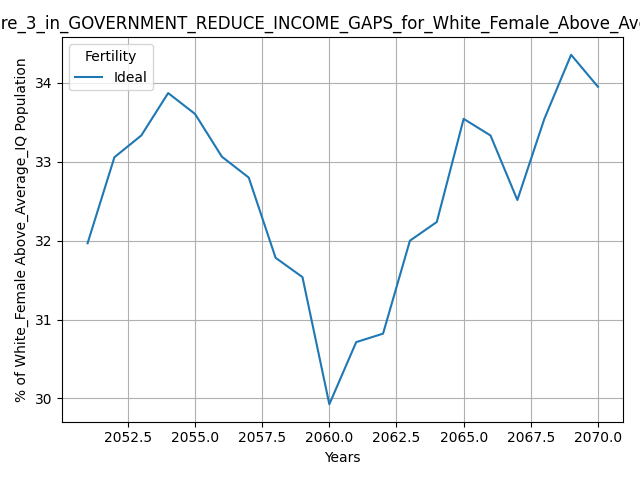 re_3_in_GOVERNMENT_REDUCE_INCOME_GAPS_for_White_Female_Above_Av
Fertility
Ideal
% of White_Female Above_Average_IQ Population
34
33
32
31
30
2052.5 2055.0 2057.5 2060.0 2062.5 2065.0 2067.5 2070.0
Years